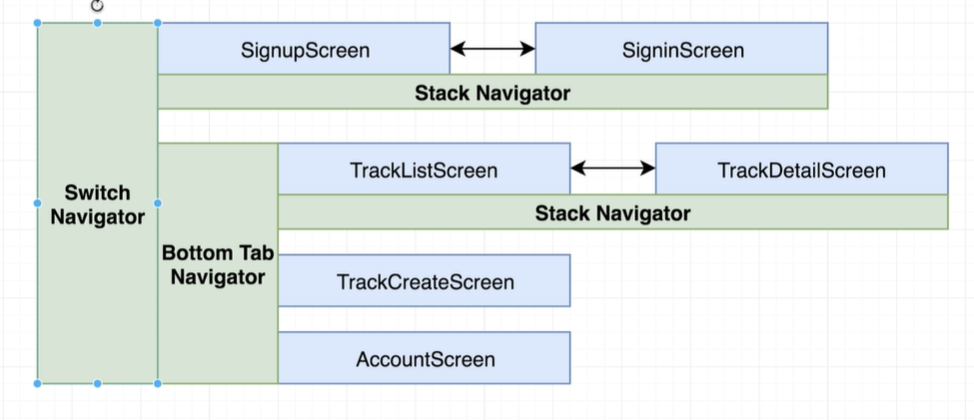 SignupScreen
SigninScreen
Stack Navigator
TrackListScreen
TrackDetailScreen
Stack Navigator
Switch
Navigator
Bottom Tab
Navigator
TrackCreateScreen
AccountScreen